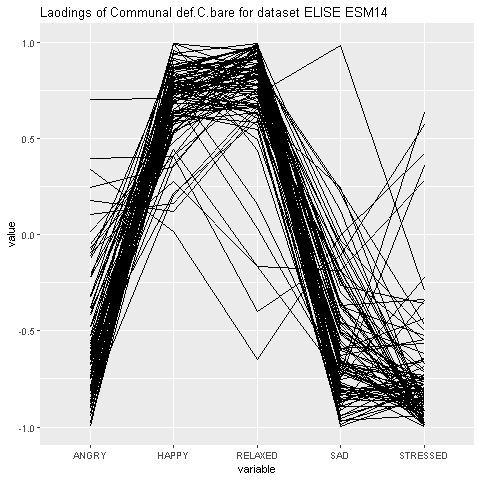 Laodings of Communal def.C.bare for dataset ELISE ESM14
1.0
0.5
0.0
-0.5
-1.0
value
ANGRY HAPPY RELAXED SAD STRESSED
variable